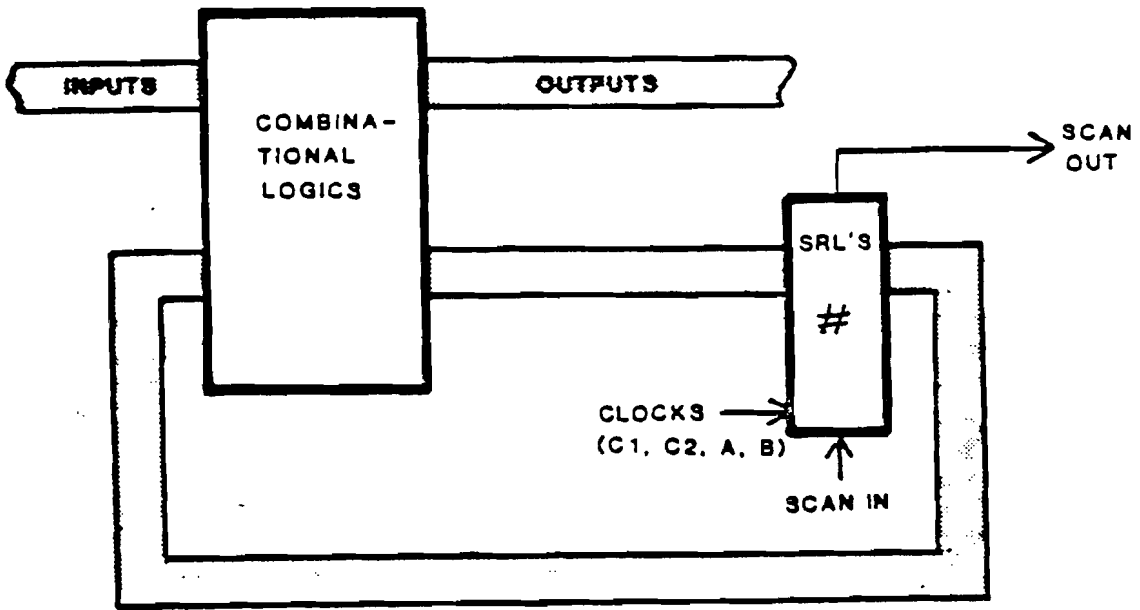 INPUTS
OUTPUTS
COMBINA-
TIONAL
LOGICS
SCAN
OUT
SRL'S
#
CLOCKS
(C1, C2, A, B)
SCAN IN